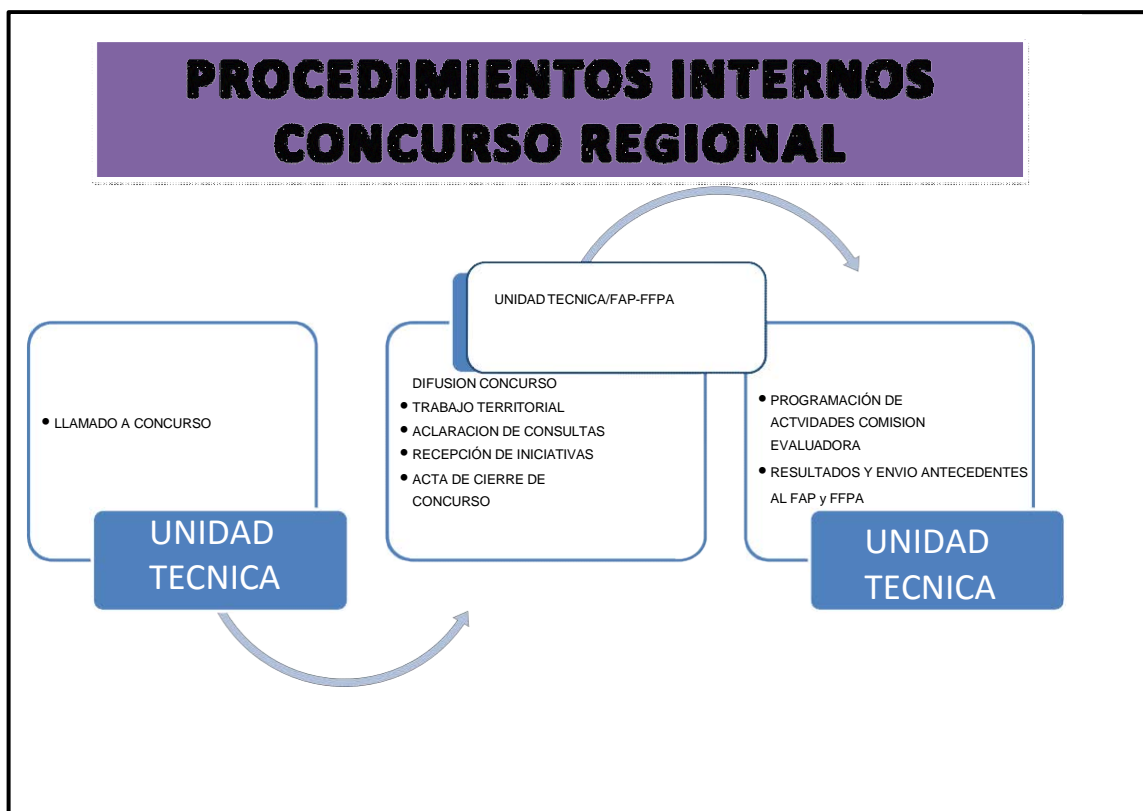 PROCEDIMIENTOS INTERNOS
CONCURSO REGIONAL
• LLAMADO A CONCURSO
UNIDAD
TECNICA
UNIDAD TECNICA/FAP-FFPA
DIFUSION CONCURSO
• TRABAJO TERRITORIAL
• ACLARACION DE CONSULTAS
• RECEPCIÓN DE INICIATIVAS
• ACTA DE CIERRE DE
CONCURSO
• PROGRAMACIÓN DE
ACTVIDADES COMISION
EVALUADORA
• RESULTADOS Y ENVIO ANTECEDENTES
AL FAP y FFPA
UNIDAD
TECNICA